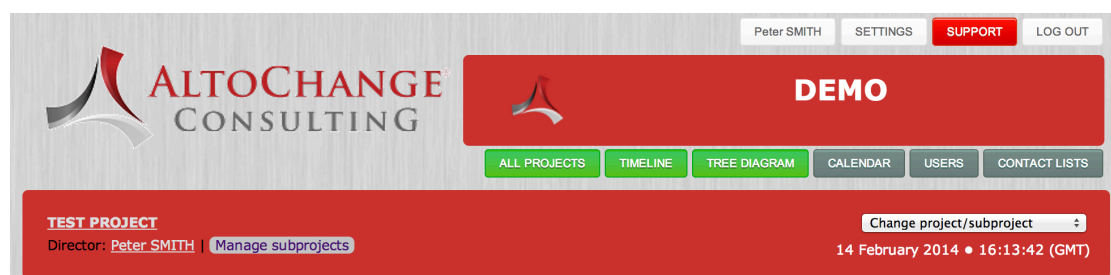 Peter SMITH SETTINGS SUPPORT LOG OUT
ALTOCHANGE
CONSULTING
DEMO
ALL PROJECTS TIMELINE TREE DIAGRAM CALENDAR USERS CONTACT LISTS
TEST PROJECT
Change project/subproject
Director: Peter SMITH | Manage subprojects
14 February 2014 • 16:13:42 (GMT)